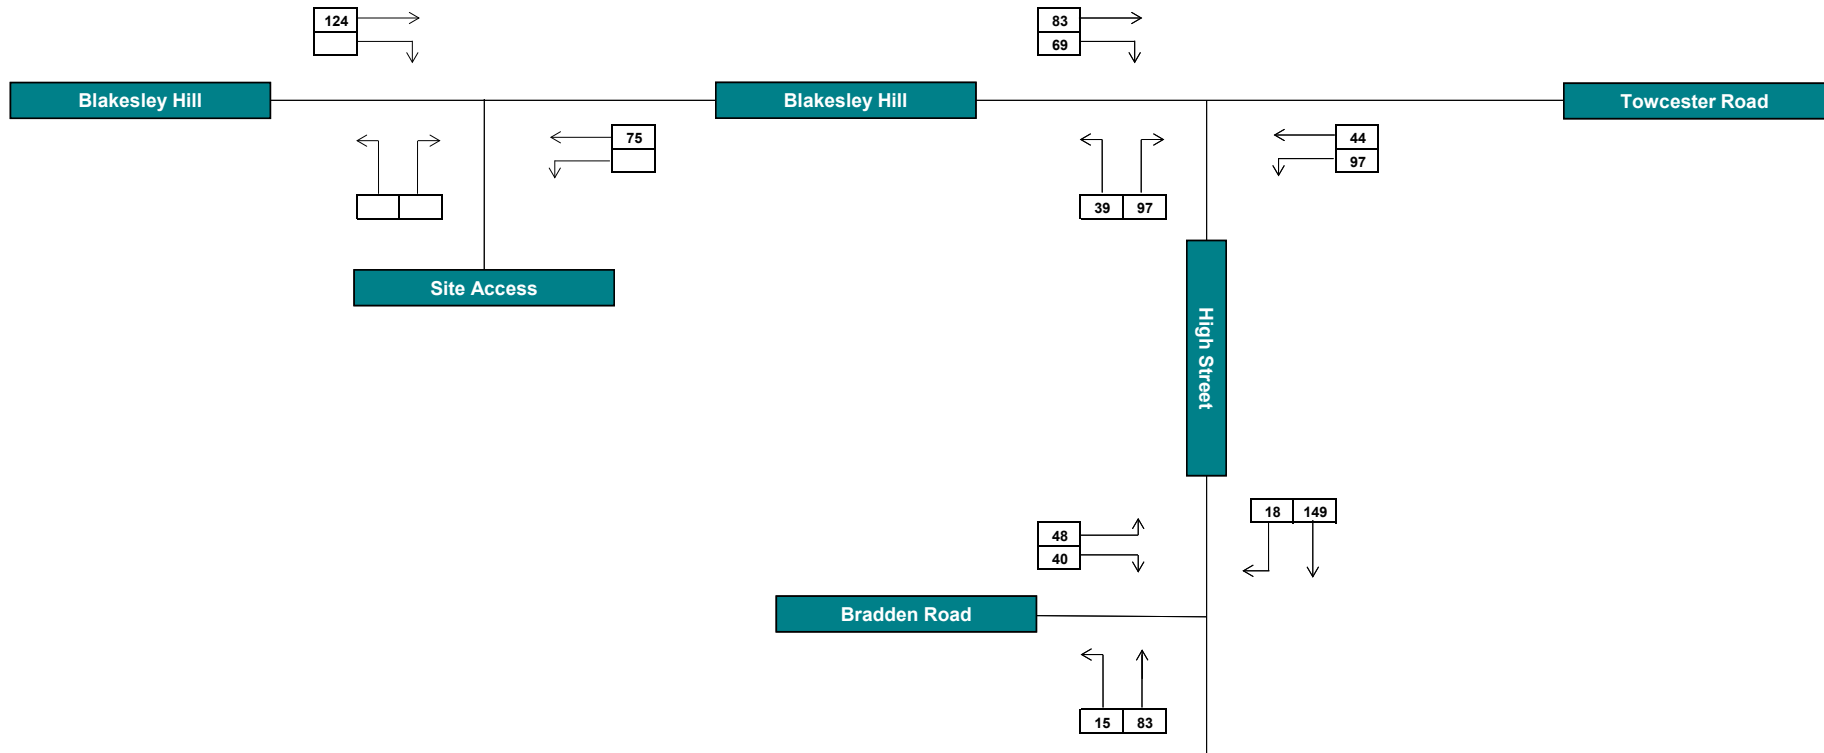 124
83
69
Blakesley Hill
Blakesley Hill
Towcester Road
75
44
97
39 97
Site Access
High Street
18 149
48
40
Bradden Road
15 83